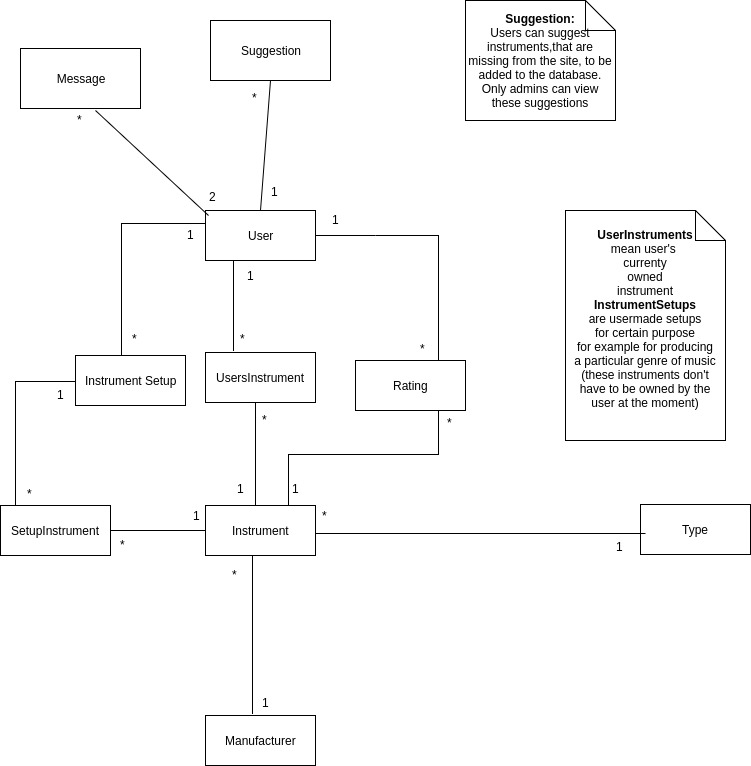 Suggestion:
Users can suggest
instruments,that are
missing from the site, to be
added to the database.
Only admins can view
these suggestions
Suggestion
Message
*
*
2
1
1
User
1
1
UserInstruments
mean user's
currenty
owned
instrument
InstrumentSetups
are usermade setups
for certain purpose
for example for producing
a particular genre of music
(these instruments don't
have to be owned by the
user at the moment)
*
*
*
Instrument Setup
UsersInstrument
Rating
1
*
*
*
1
1
1
*
SetupInstrument
*
Instrument
1
Type
*
1
Manufacturer